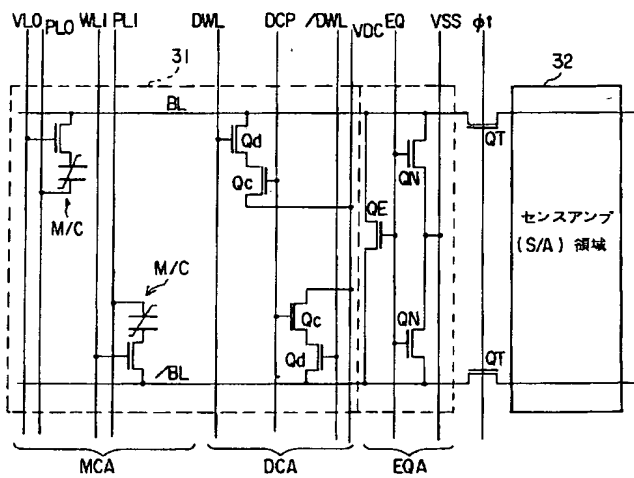 VLO PLO WLI PLI DWL DCP /DWL VDC EQ VSS φt
31
32
BL
Qd
Qc
QN
QE
QT
M/C
センスアンプ
(S/A) 領域
M/C
Qc
Qd
QN
QT
/BL
MCA
DCA
EQA